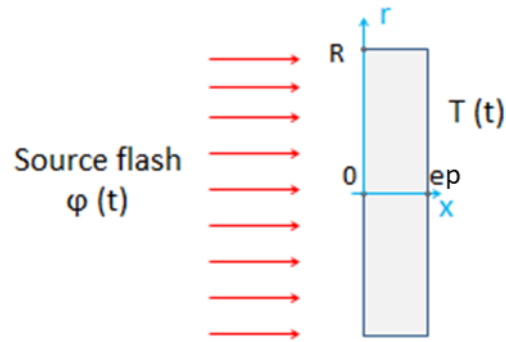 r
R
T (t)
Source flash
φ (t)
0
ep
x